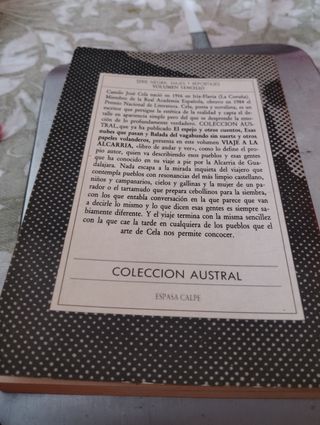 SERIE NEGRA: VIAJES Y REPORTAJES
VOLUMEN SENCILLO
Camilo José Cela nació en 1916 en Iria-Flavia (La Coruña).
Miembro de la Real Academia Española, obtuvo en 1984 el
Premio Nacional de Literatura. Cela, poeta y novelista, es un
escritor que persigue la estética de la realidad y capta el de-
talle en apariencia simple pero del que se desprende la emo-
ción de lo profundamente verdadero. COLECCION AUS-
TRAL, que ya ha publicado El espejo y otros cuentos, Esas
nubes que pasan y Balada del vagabundo sin suerte y otros
papeles volanderos, presenta en este volumen VIAJE A LA
ALCARRIA, «libro de andar y ver», como lo define el pro-
pio autor, quien va describiendo esos pueblos y esas gentes
que ha conocido en su viaje a pie por la Alcarria de Gua-
dalajara. Nada escapa a la mirada inquieta del viajero que
contempla pueblos con resonancias del más limpio castellano,
niños y campanarios, cielos y gallinas y la mujer de un para-
dor o el tartamudo que prepara cebollinos para la siembra,
con los que entabla conversación en la que parece que van
a decirle lo mismo y lo que dicen esas gentes es siempre sa-
biamente diferente. Y el viaje termina con la misma sencillez
con la que cae la tarde en cualquiera de los pueblos que el
arte de Cela nos permite conocer.
COLECCION AUSTRAL
ESPASA CALPE